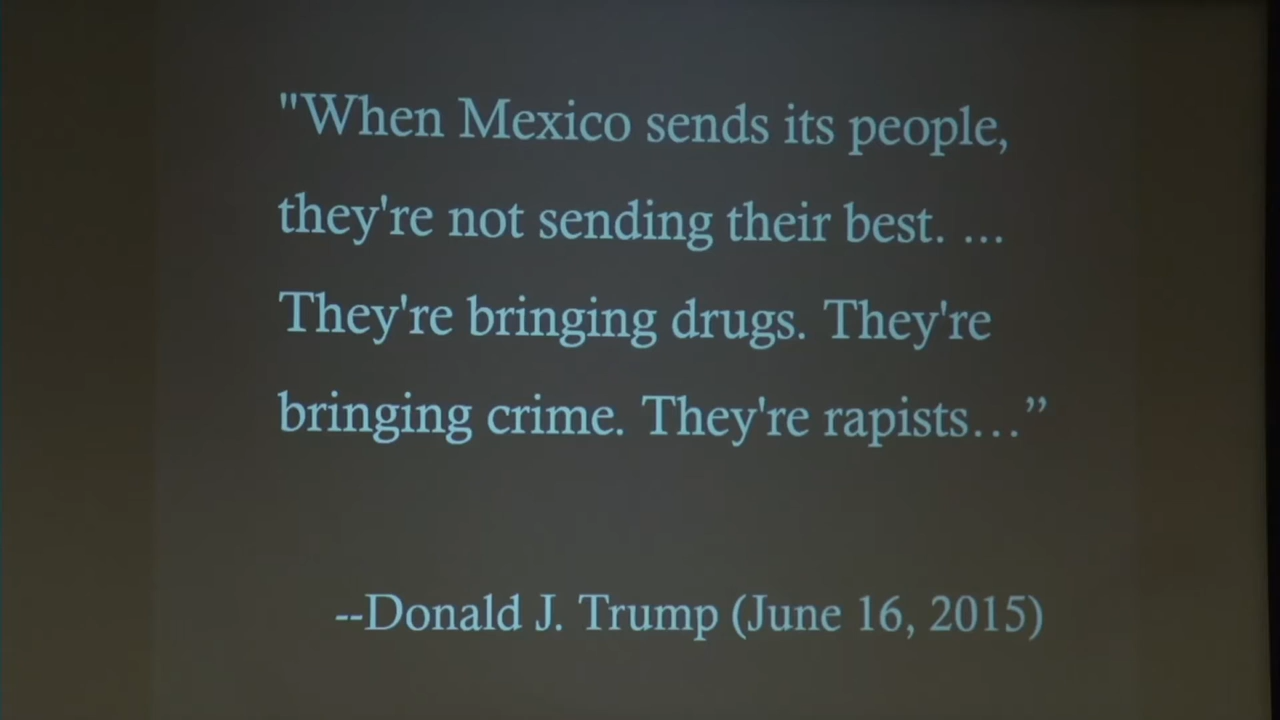 "When Mexico sends its people,
they're not sending their best. ...
They're bringing drugs. They're
bringing crime. They're rapists…”
--Donald J. Trump (June 16, 2015)